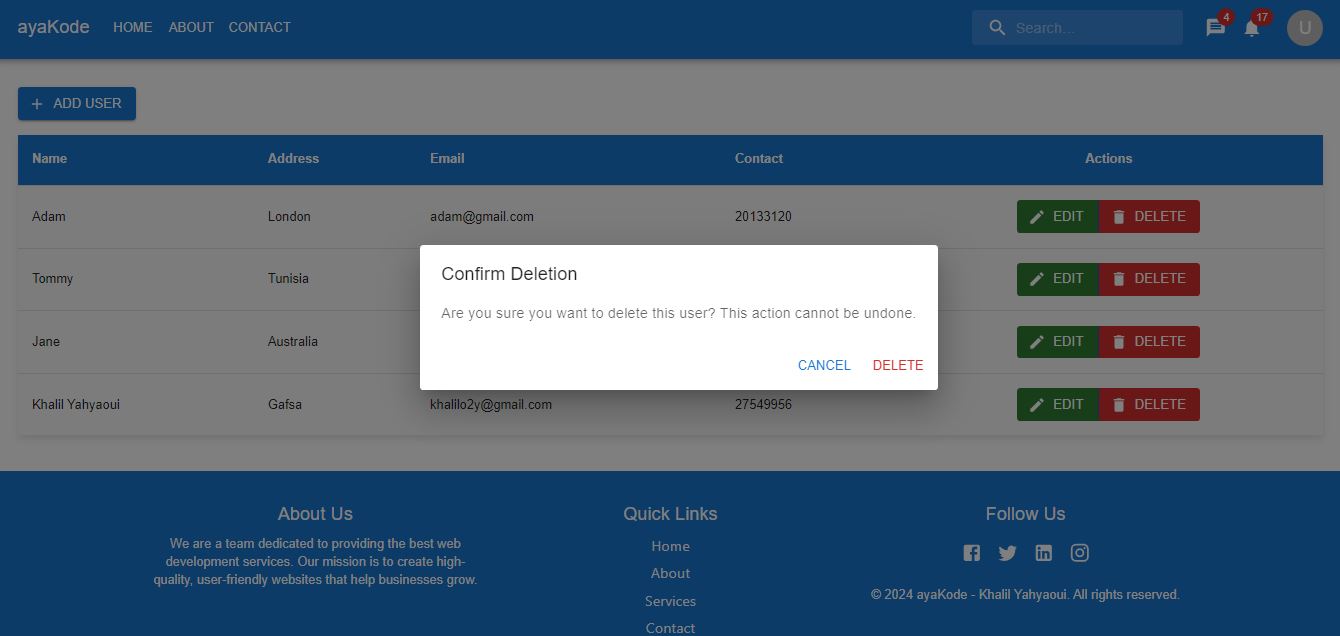 ayaKode HOME ABOUT CONTACT Search... 4 17 U
+ ADD USER
Name Address Email Contact Actions
Adam London adam@gmail.com 20133120 EDIT DELETE
Tommy Tunisia EDIT DELETE
Confirm Deletion
Are you sure you want to delete this user? This action cannot be undone.
CANCEL DELETE
Jane Australia EDIT DELETE
Khalil Yahyaoui Gafsa khalilo2y@gmail.com 27549956 EDIT DELETE
About Us
We are a team dedicated to providing the best web
development services. Our mission is to create high-
quality, user-friendly websites that help businesses grow.
Quick Links
Home
About
Services
Contact
Follow Us
© 2024 ayaKode - Khalil Yahyaoui. All rights reserved.